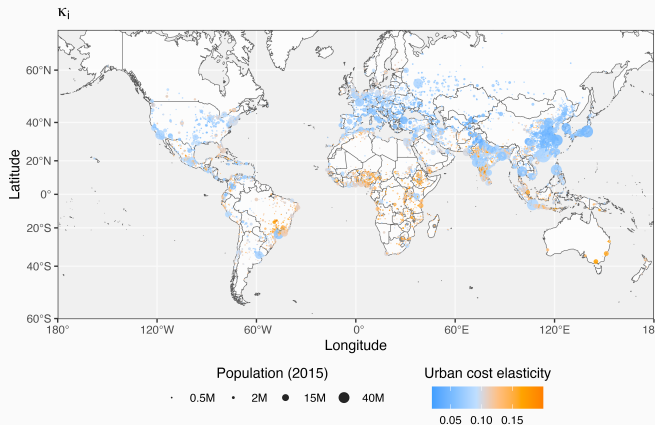 κi
60°N
40°N
20°N
0°
20°S
40°S
60°S
Latitude
180° 120°W 60°W 0° 60°E 120°E 18
Longitude
Population (2015)
0.5M 2M 15M 40M
Urban cost elasticity
0.05 0.10 0.15